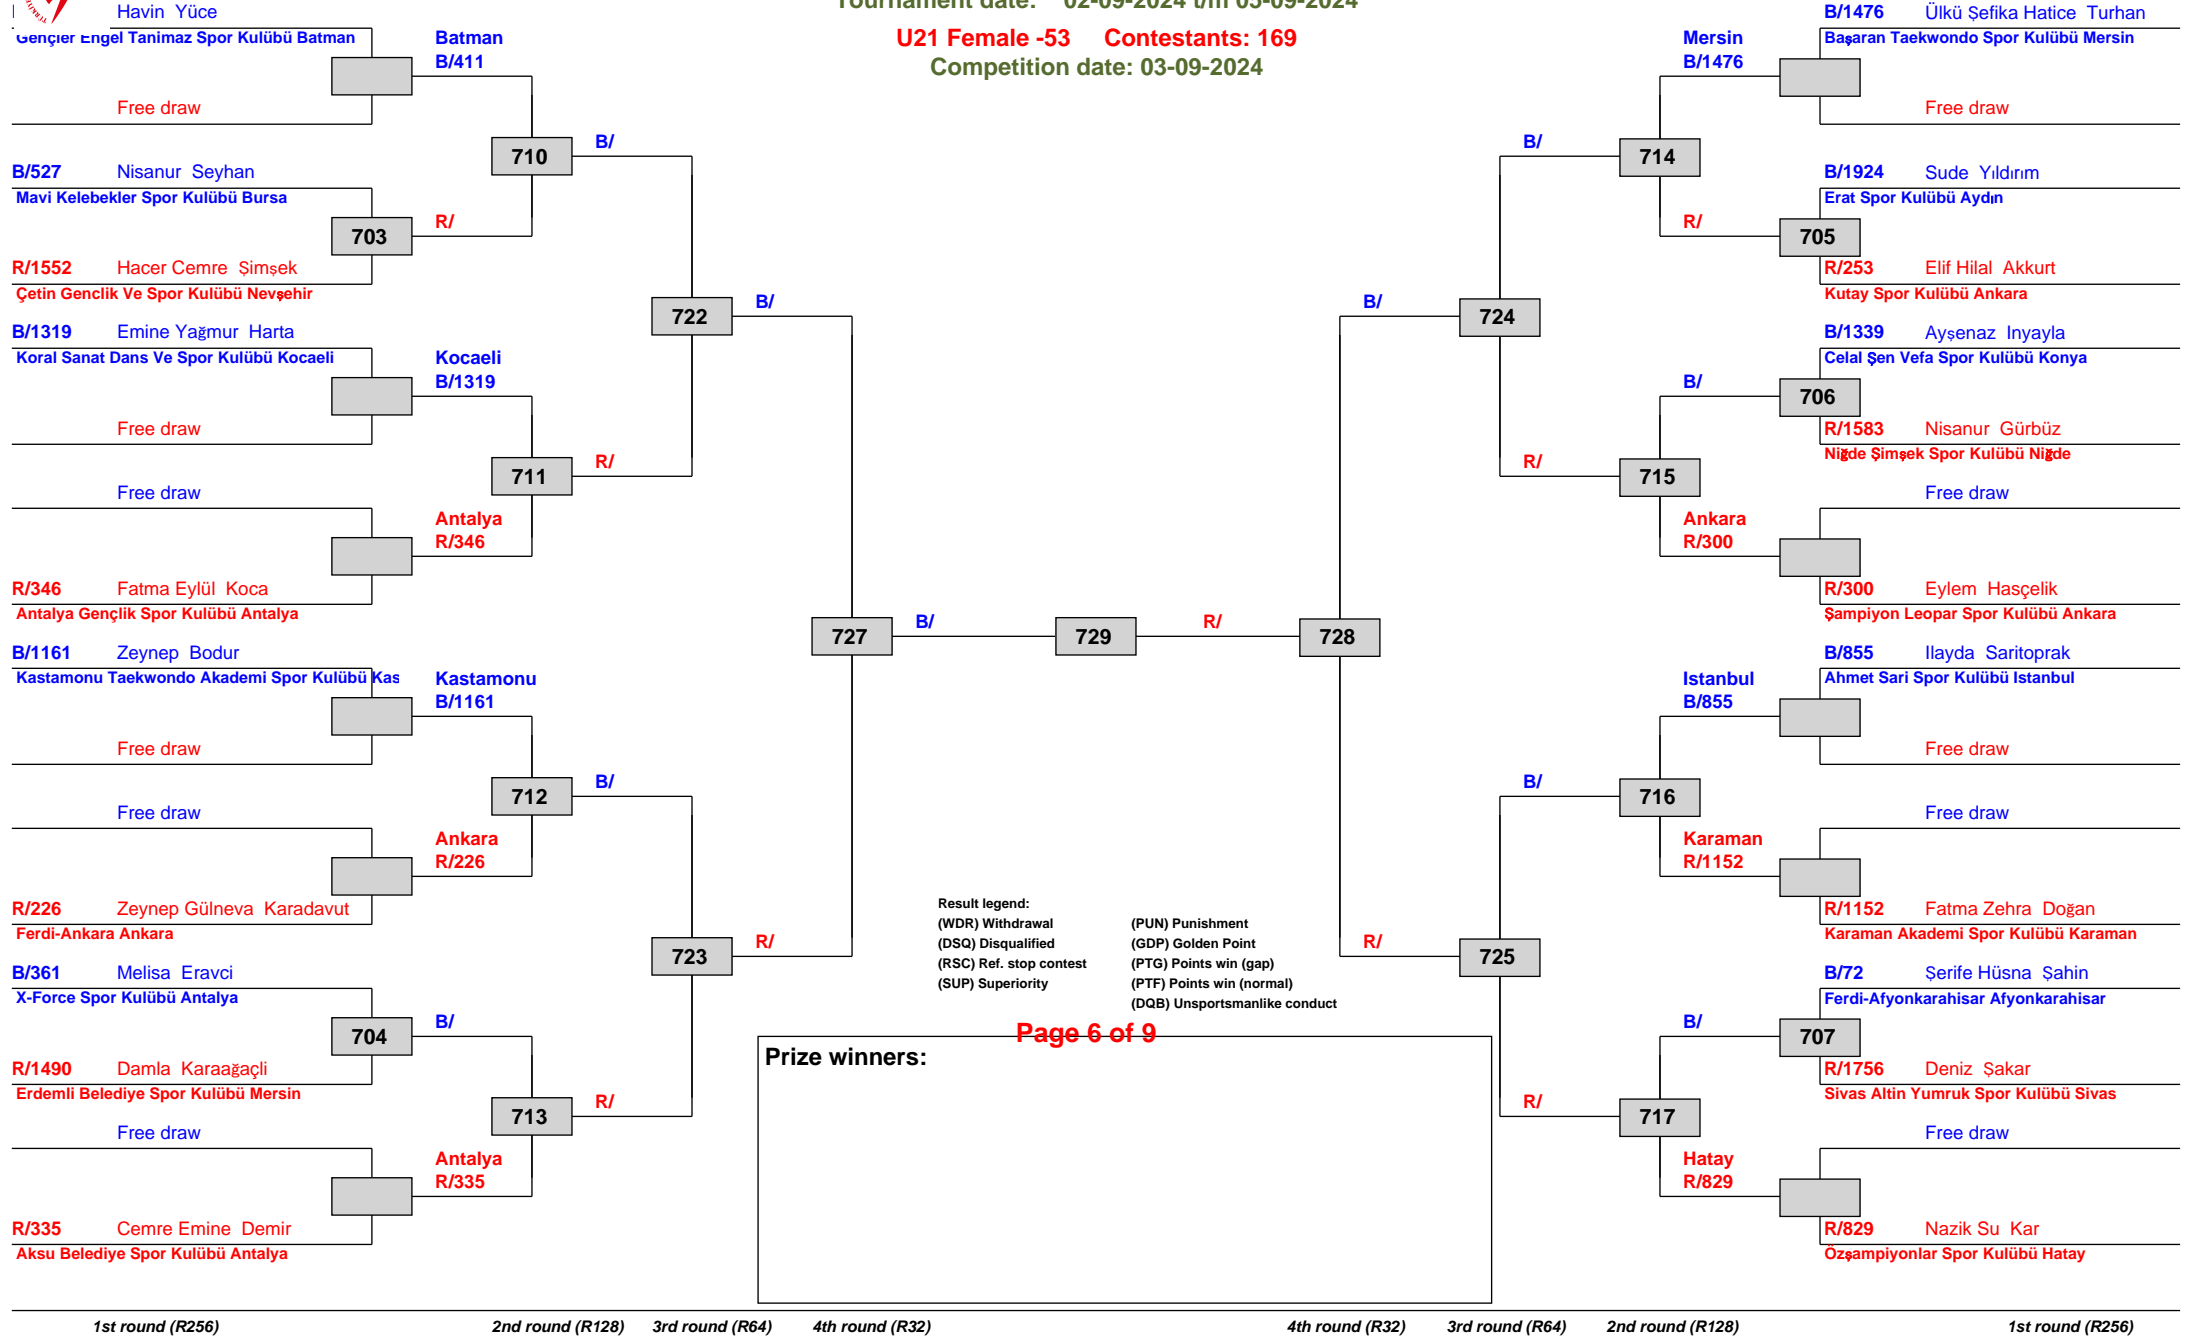 Tournament date: 02-09-2024 t/m 05-09-2024
U21 Female -53 Contestants: 169
Competition date: 03-09-2024
Havin Yüce
Gençler Engel Tanimaz Spor Kulübü Batman
Free draw
B/527 Nisanur Seyhan
Mavi Kelebekler Spor Kulübü Bursa
703
R/1552 Hacer Cemre Şimşek
Çetin Genclik Ve Spor Kulübü Nevşehir
B/1319 Emine Yağmur Harta
Koral Sanat Dans Ve Spor Kulübü Kocaeli
Free draw
Free draw
R/346 Fatma Eylül Koca
Antalya Gençlik Spor Kulübü Antalya
B/1161 Zeynep Bodur
Kastamonu Taekwondo Akademi Spor Kulübü Kas
Free draw
Free draw
R/226 Zeynep Gülneva Karadavut
Ferdi-Ankara Ankara
B/361 Melisa Eravci
X-Force Spor Kulübü Antalya
704
R/1490 Damla Karaağaçli
Erdemli Belediye Spor Kulübü Mersin
Free draw
R/335 Cemre Emine Demir
Aksu Belediye Spor Kulübü Antalya
Batman
B/411
710
R/
Kocaeli
B/1319
711
Antalya
R/346
Kastamonu
B/1161
712
Ankara
R/226
B/
713
Antalya
R/335
B/
722
R/
B/
723
R/
B/
727
R/
B/
729
R/
728
B/
R/
724
B/
R/
725
B/
R/
Mersin
B/1476
714
R/
B/
715
Ankara
R/300
Istanbul
B/855
716
Karaman
R/1152
B/
717
Hatay
R/829
B/1476 Ülkü Şefika Hatice Turhan
Başaran Taekwondo Spor Kulübü Mersin
Free draw
B/1924 Sude Yıldırım
Erat Spor Kulübü Aydın
705
R/253 Elif Hilal Akkurt
Kutay Spor Kulübü Ankara
B/1339 Ayşenaz Inyayla
Celal Şen Vefa Spor Kulübü Konya
706
R/1583 Nisanur Gürbüz
Niğde Şimşek Spor Kulübü Niğde
Free draw
R/300 Eylem Hasçelik
Şampiyon Leopar Spor Kulübü Ankara
B/855 Ilayda Saritoprak
Ahmet Sari Spor Kulübü Istanbul
Free draw
Free draw
R/1152 Fatma Zehra Doğan
Karaman Akademi Spor Kulübü Karaman
B/72 Şerife Hüsna Şahin
Ferdi-Afyonkarahisar Afyonkarahisar
707
R/1756 Deniz Şakar
Sivas Altin Yumruk Spor Kulübü Sivas
Free draw
R/829 Nazik Su Kar
Özşampiyonlar Spor Kulübü Hatay
Result legend:
(WDR) Withdrawal (PUN) Punishment
(DSQ) Disqualified (GDP) Golden Point
(RSC) Ref. stop contest (PTG) Points win (gap)
(SUP) Superiority (PTF) Points win (normal)
(DQB) Unsportsmanlike conduct
Page 6 of 9
Prize winners:
1st round (R256) 2nd round (R128) 3rd round (R64) 4th round (R32) 4th round (R32) 3rd round (R64) 2nd round (R128) 1st round (R256)